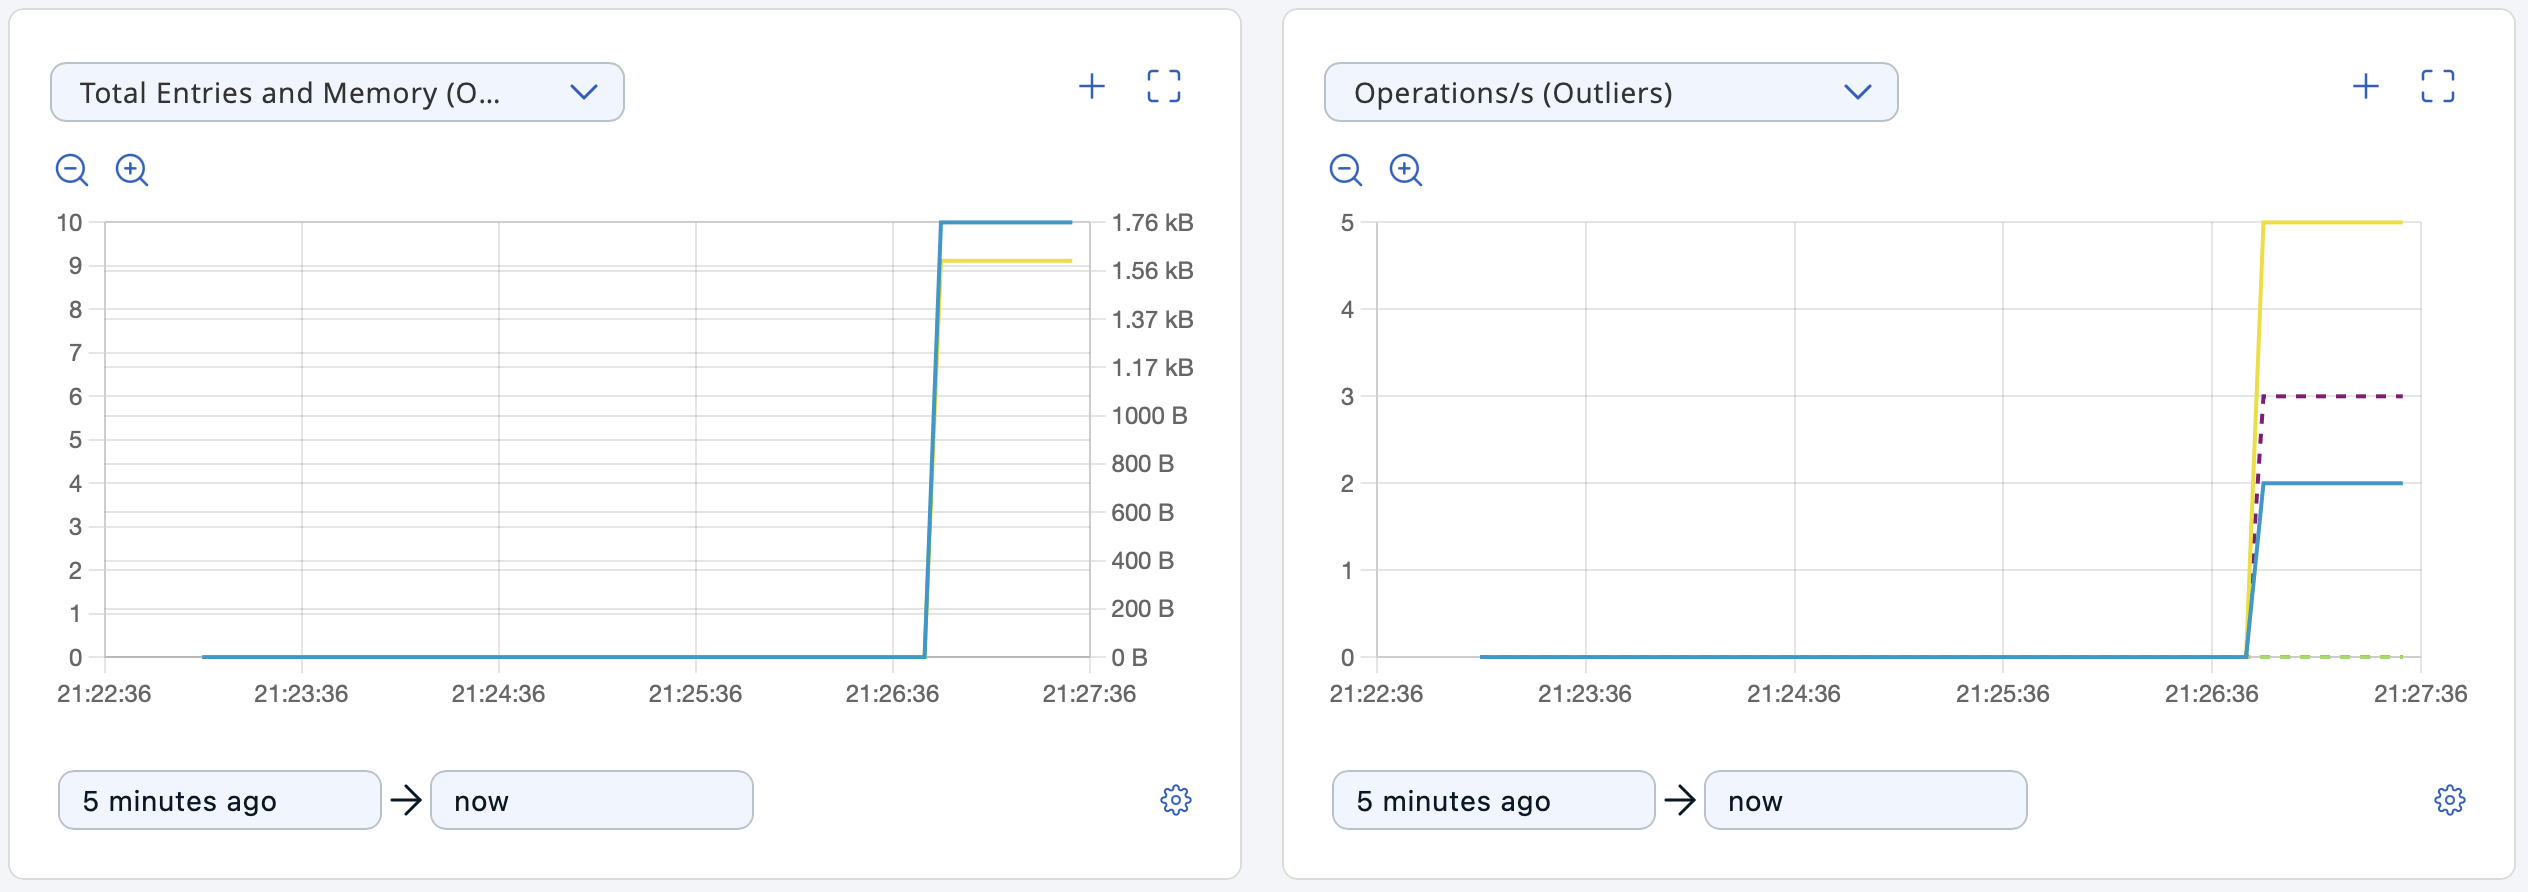 Total Entries and Memory (O...
10
9
8
7
6
5
4
3
2
1
0
1.76 kB
1.56 kB
1.37 kB
1.17 kB
1000 B
800 B
600 B
400 B
200 B
0 B
21:22:36 21:23:36 21:24:36 21:25:36 21:26:36 21:27:36
5 minutes ago → now
Operations/s (Outliers)
5
4
3
2
1
0
21:22:36 21:23:36 21:24:36 21:25:36 21:26:36 21:27:36
5 minutes ago → now